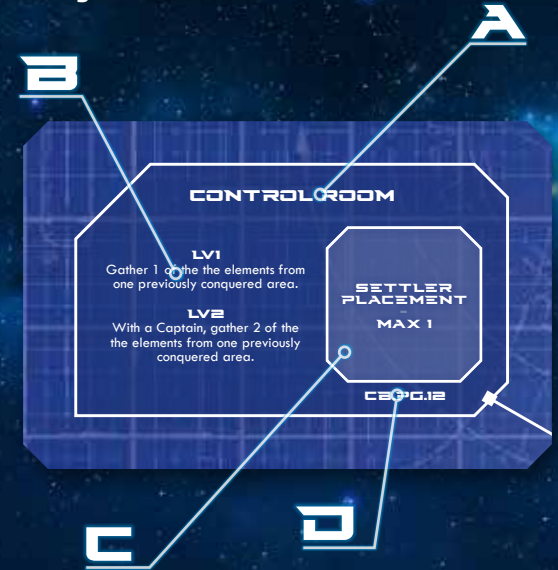 A
B
CONTROL ROOM
LV1
Gather 1 of the the elements from
one previously conquered area.
LV2
With a Captain, gather 2 of the
the elements from one previously
conquered area.
SETTLER
PLACEMENT
–
MAX 1
CB PG.12
C
D